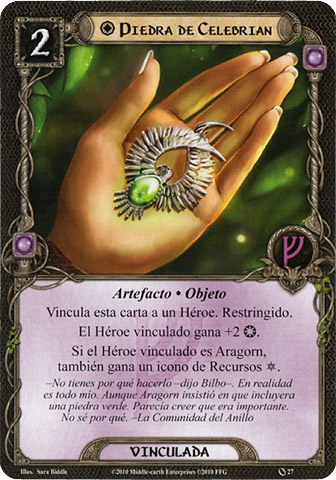 2
PIEDRA DE CELEBRIAN
Artefacto • Objeto
Vincula esta carta a un Héroe. Restringido.
El Héroe vinculado gana +2.
Si el Héroe vinculado es Aragorn,
también gana un icono de Recursos.
–No tienes por qué hacerlo –dijo Bilbo–. En realidad
es todo mío. Aunque Aragorn insistió en que incluyera
una piedra verde. Parecía creer que era importante.
No sé por qué. –La Comunidad del Anillo
VINCULADA
Illus. Sara Biddle ©2010 Middle-earth Enterprises ©2010 FFG 27